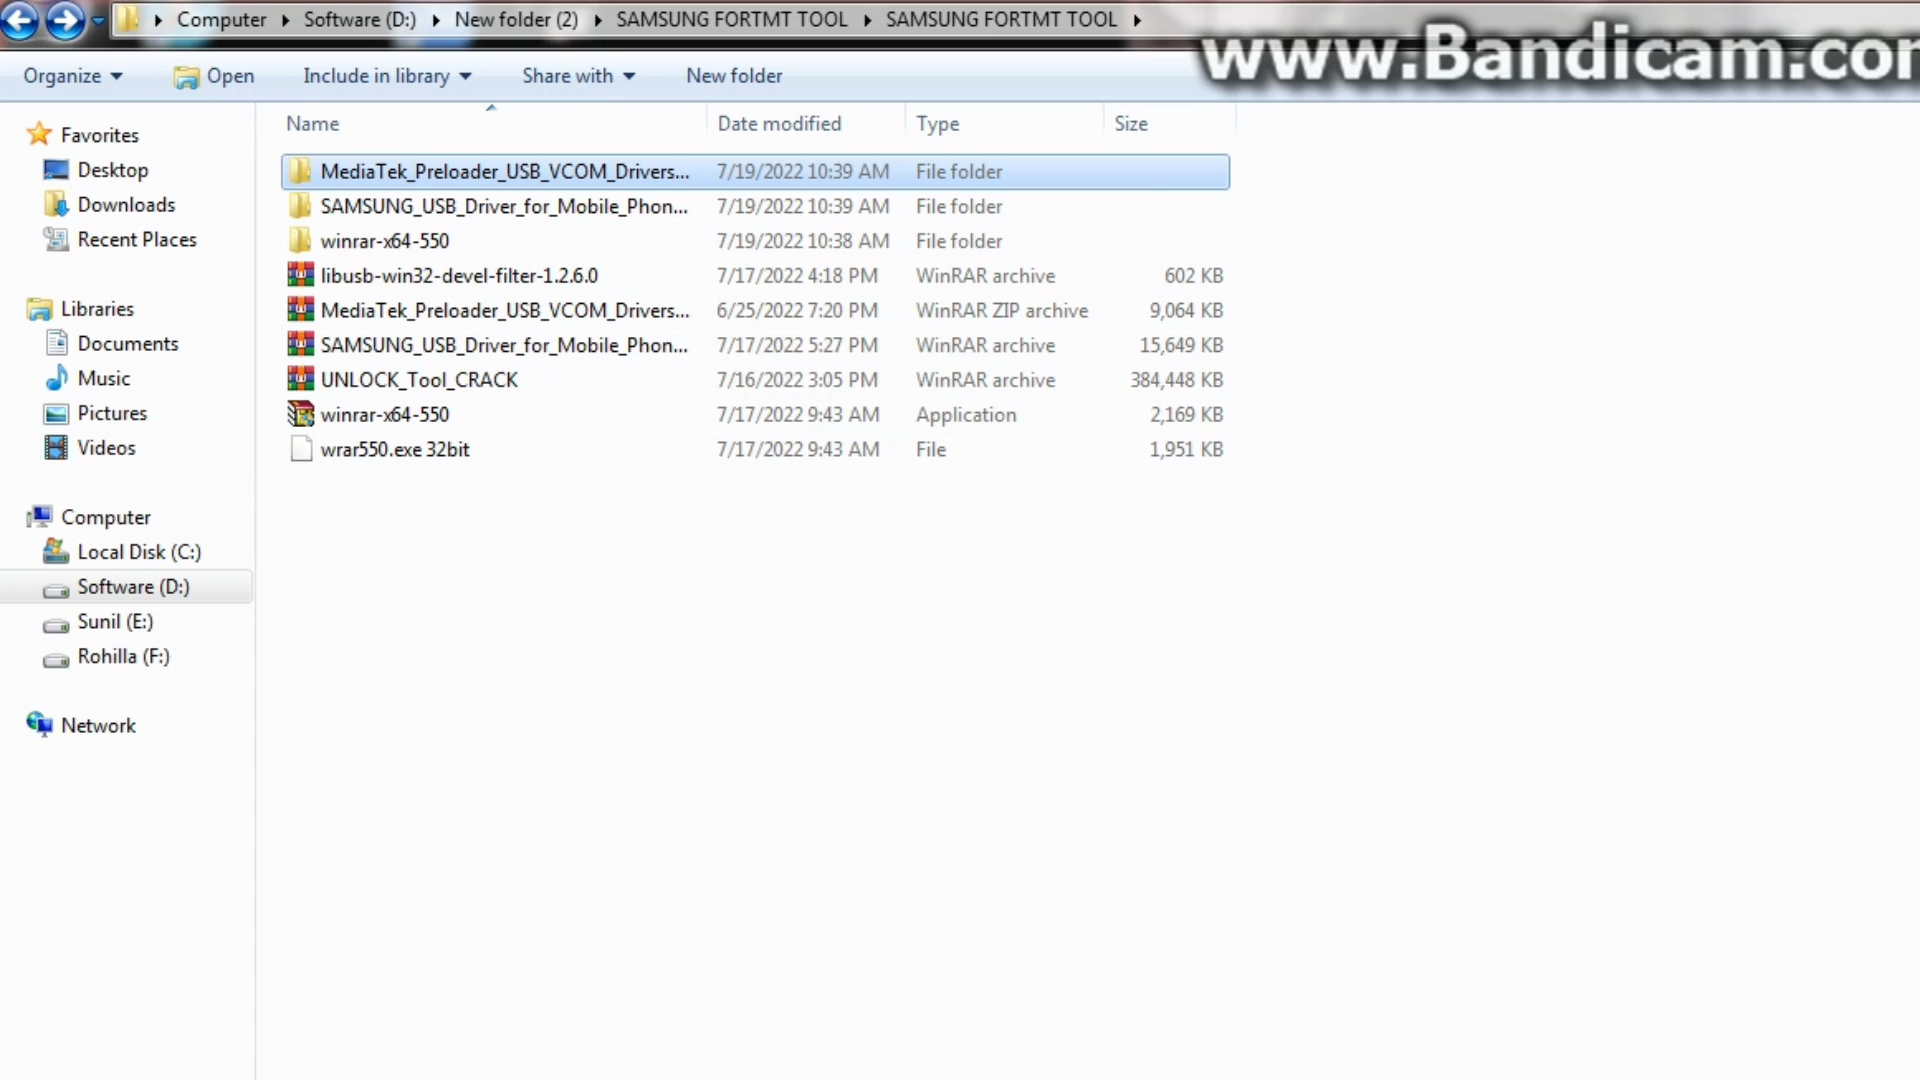 Computer Software (D:) New folder (2) SAMSUNG FORTMT TOOL SAMSUNG FORTMT TOOL
www.Bandicam.co
Organize Open Include in library Share with New folder
Name Date modified Type Size
Favorites
Desktop
Downloads
Recent Places
Libraries
Documents
Music
Pictures
Videos
Computer
Local Disk (C:)
Software (D:)
Sunil (E:)
Rohilla (F:)
Network
MediaTek_Preloader_USB_VCOM_Drivers... 7/19/2022 10:39 AM File folder
SAMSUNG_USB_Driver_for_Mobile_Phon... 7/19/2022 10:39 AM File folder
winrar-x64-550 7/19/2022 10:38 AM File folder
libusb-win32-devel-filter-1.2.6.0 7/17/2022 4:18 PM WinRAR archive 602 KB
MediaTek_Preloader_USB_VCOM_Drivers... 6/25/2022 7:20 PM WinRAR ZIP archive 9,064 KB
SAMSUNG_USB_Driver_for_Mobile_Phon... 7/17/2022 5:27 PM WinRAR archive 15,649 KB
UNLOCK_Tool_CRACK 7/16/2022 3:05 PM WinRAR archive 384,448 KB
winrar-x64-550 7/17/2022 9:43 AM Application 2,169 KB
wrar550.exe 32bit 7/17/2022 9:43 AM File 1,951 KB